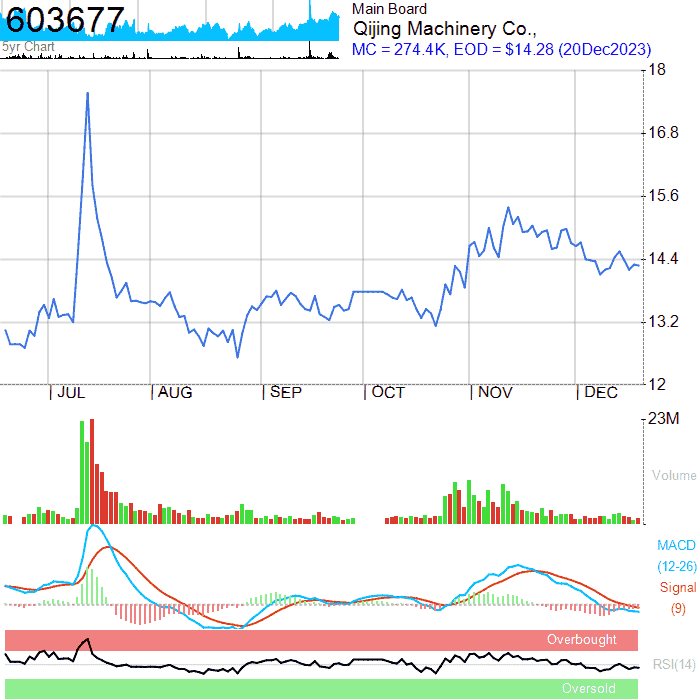 603677
5yr Chart
Main Board
Qijing Machinery Co.,
MC = 274.4K, EOD = $14.28 (20Dec2023)
18
16.8
15.6
14.4
13.2
12
JUL AUG SEP OCT NOV DEC
23M
Volume
MACD
(12-26)
Signal
(9)
Overbought
RSI(14)
Oversold